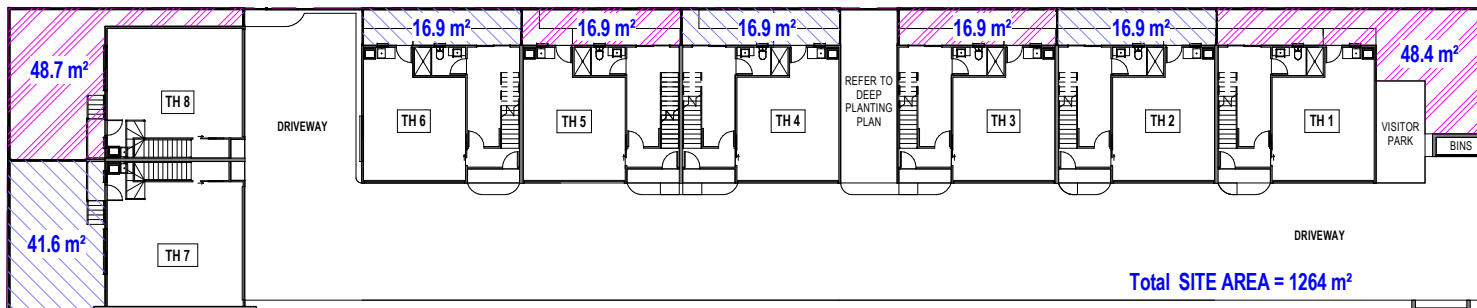 16.9 m²
16.9 m²
16.9 m²
16.9 m²
16.9 m²
48.7 m²
48.4 m²
TH 8
DRIVEWAY
TH 6
TH 5
TH 4
REFER TO
DEEP
PLANTING
PLAN
TH 3
TH 2
TH 1
VISITOR
PARK
BINS
41.6 m²
TH 7
DRIVEWAY
Total SITE AREA = 1264 m²